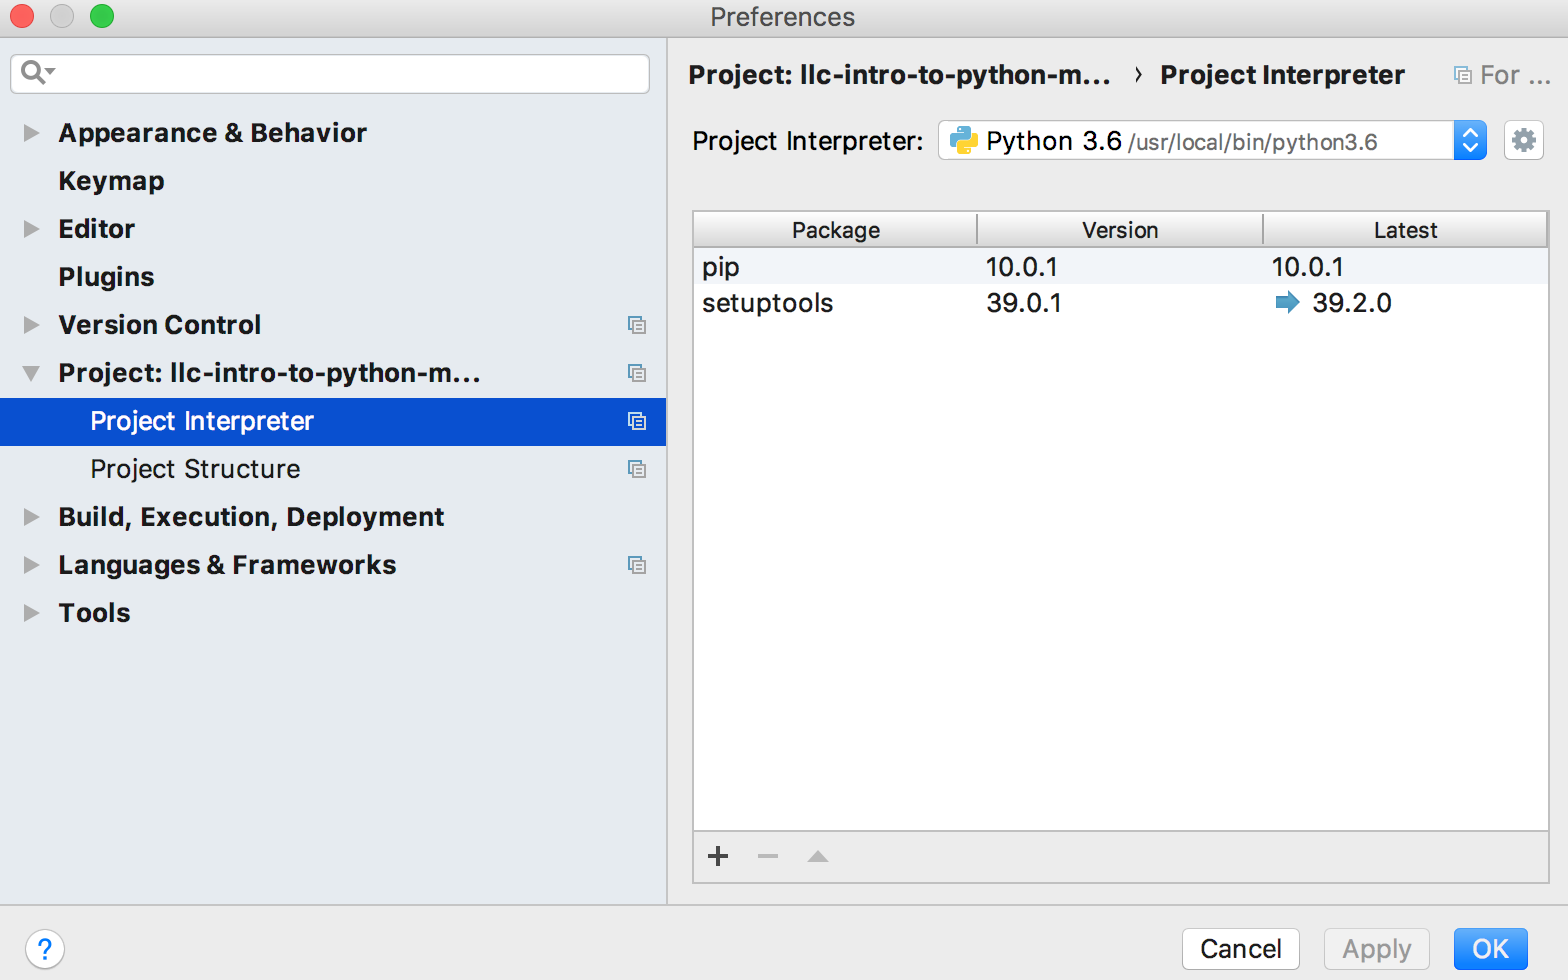 Preferences
Appearance & Behavior
Keymap
Editor
Plugins
Version Control
Project: llc-intro-to-python-m...
Project Interpreter
Project Structure
Build, Execution, Deployment
Languages & Frameworks
Tools
Project: llc-intro-to-python-m... › Project Interpreter For ...
Project Interpreter: Python 3.6 /usr/local/bin/python3.6
Package Version Latest
pip 10.0.1 10.0.1
setuptools 39.0.1 39.2.0
? Cancel Apply OK